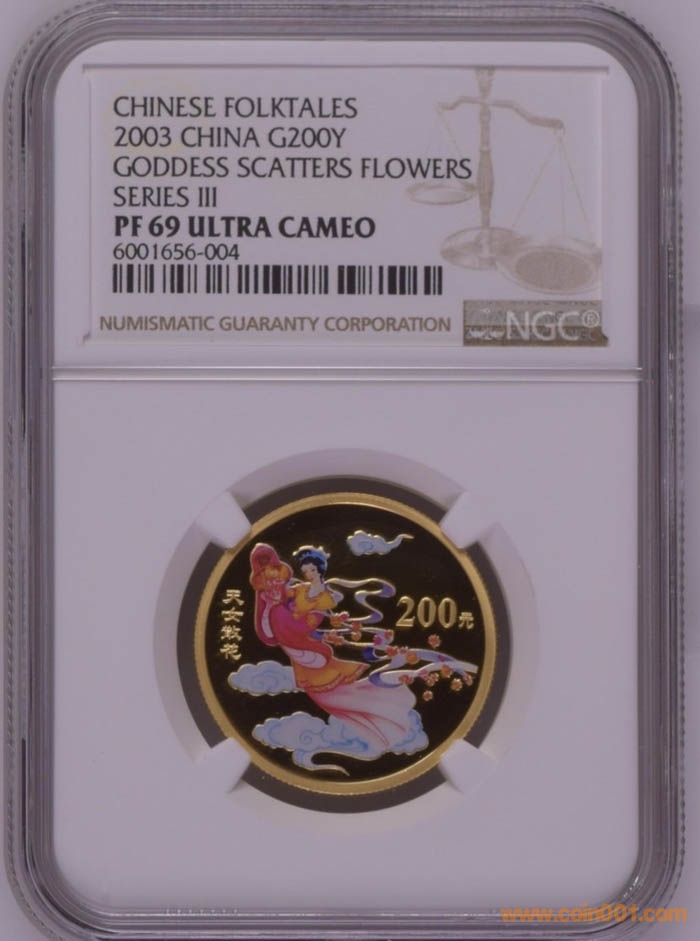 CHINESE FOLKTALES
2003 CHINA G200Y
GODDESS SCATTERS FLOWERS
SERIES III
PF 69 ULTRA CAMEO
6001656-004
NUMISMATIC GUARANTY CORPORATION
NGC®
天女散花
200元
www.coin001.com